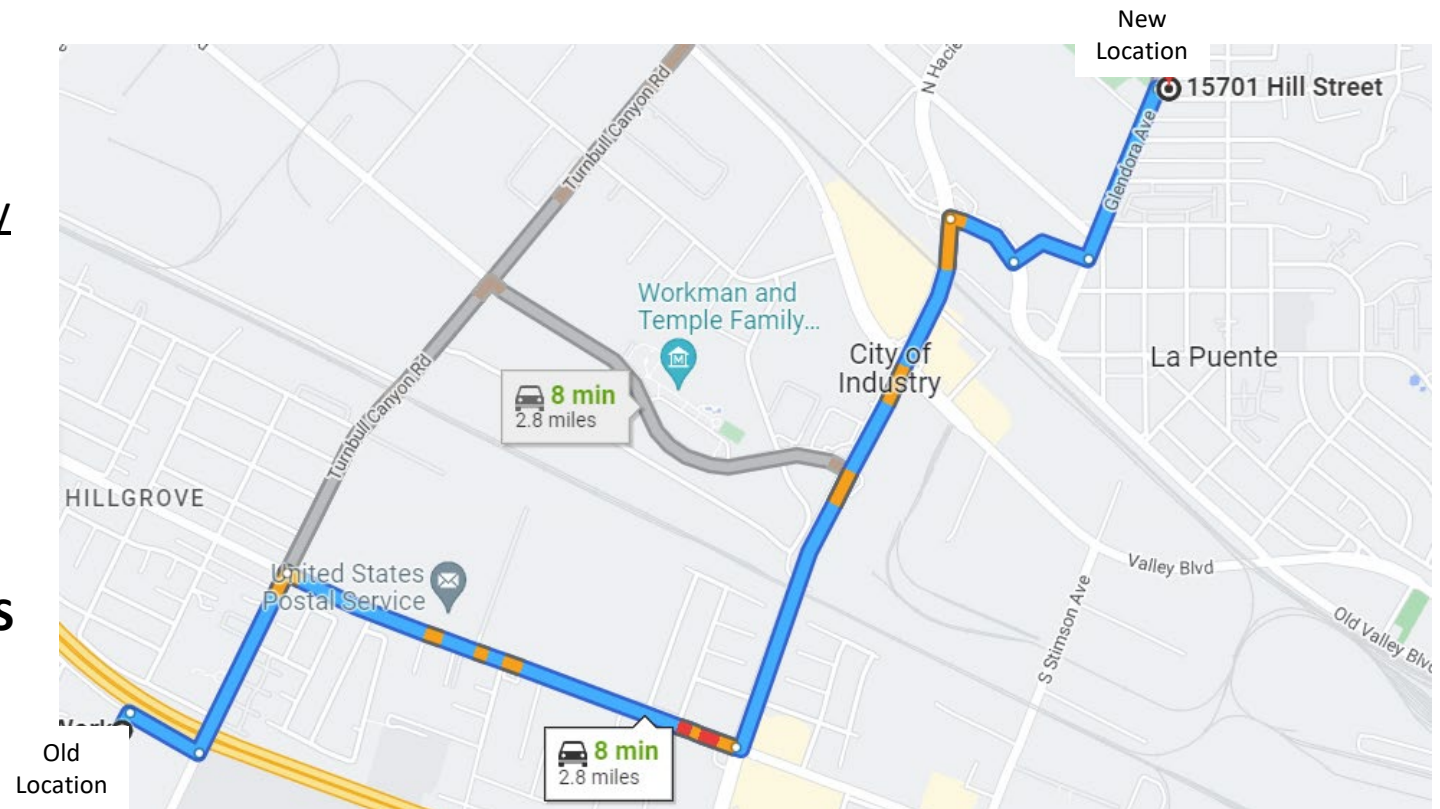 New
Location
15701 Hill Street
N Hacie
Turnbull Canyon Rd
Glendora Ave
Workman and
Temple Family...
City of
Industry
La Puente
8 min
2.8 miles
Turnbull Canyon Rd
HILLGROVE
United States
Postal Service
Valley Blvd
S Stimson Ave
Old Valley Blvd
8 min
2.8 miles
Old
Location